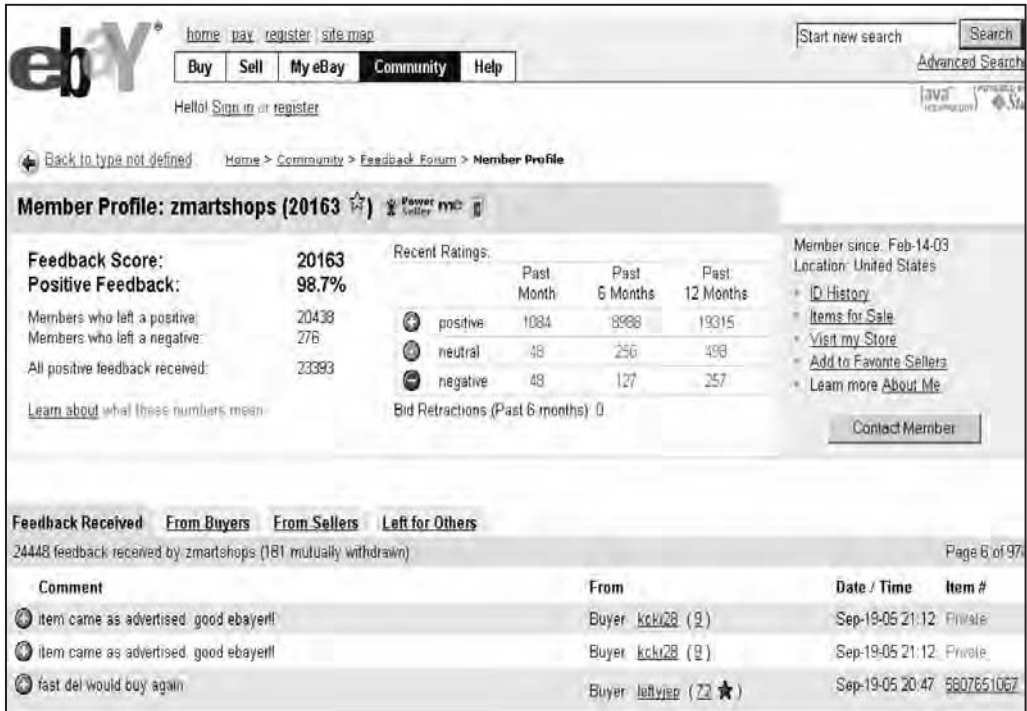 ebay®
home pay register site map
Start new search Search
Buy Sell My eBay Community Help
Advanced Search
Hello! Sign in or register
Java
Back to type not defined Home > Community > Feedback Forum > Member Profile
Member Profile: zmartshops (20163) Power Seller me
Feedback Score: 20163
Positive Feedback: 98.7%
Members who left a positive: 20438
Members who left a negative: 276
All positive feedback received: 23393
Learn about what these numbers mean.
Recent Ratings:
Past Month Past 6 Months Past 12 Months
positive 1084 8988 19315
neutral 48 256 498
negative 48 127 257
Bid Retractions (Past 6 months): 0
Member since: Feb-14-03
Location: United States
ID History
Items for Sale
Visit my Store
Add to Favorite Sellers
Learn more About Me
Contact Member
Feedback Received From Buyers From Sellers Left for Others
24448 feedback received by zmartshops (181 mutually withdrawn) Page 6 of
Comment From Date / Time Item #
item came as advertised. good ebayer!! Buyer kckr28 (9) Sep-19-05 21:12 Private
item came as advertised. good ebayer!! Buyer kckr28 (9) Sep-19-05 21:12 Private
fast del would buy again Buyer leftyjep (72) Sep-19-05 20:47 5807651067